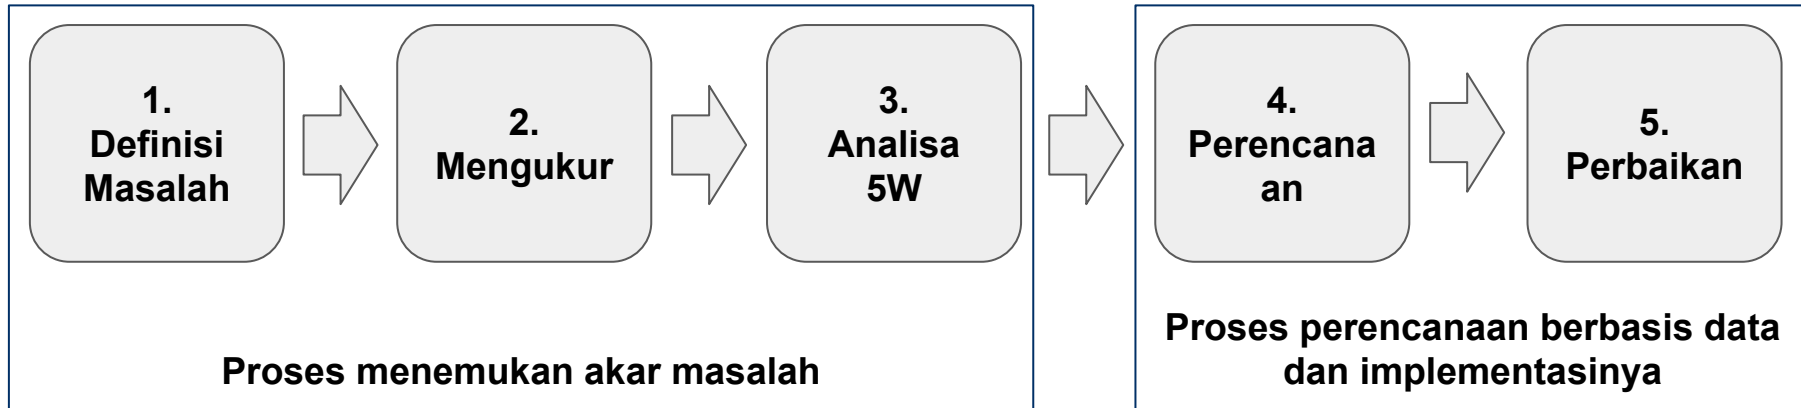 1.
Definisi
Masalah
2.
Mengukur
3.
Analisa
5W
4.
Perencana
an
5.
Perbaikan
Proses menemukan akar masalah
Proses perencanaan berbasis data
dan implementasinya